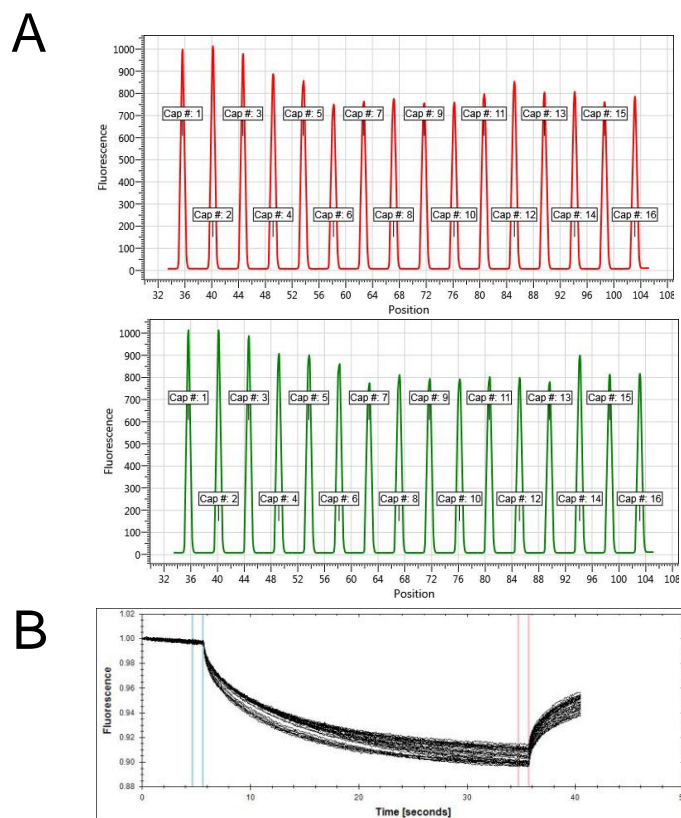 A
1000
900
800
700
600
500
400
300
200
100
0
Fluorescence
Cap #: 1
Cap #: 3
Cap #: 5
Cap #: 7
Cap #: 9
Cap #: 11
Cap #: 13
Cap #: 15
Cap #: 2
Cap #: 4
Cap #: 6
Cap #: 8
Cap #: 10
Cap #: 12
Cap #: 14
Cap #: 16
32 36 40 44 48 52 56 60 64 68 72 76 80 84 88 92 96 100 104 108
Position
1000
900
800
700
600
500
400
300
200
100
0
Fluorescence
Cap #: 1
Cap #: 3
Cap #: 5
Cap #: 7
Cap #: 9
Cap #: 11
Cap #: 13
Cap #: 15
Cap #: 2
Cap #: 4
Cap #: 6
Cap #: 8
Cap #: 10
Cap #: 12
Cap #: 14
Cap #: 16
30 32 36 40 44 48 52 56 60 64 68 72 76 80 84 88 92 96 100 104 108
Position
B
1.02
1.00
0.98
0.96
0.94
0.92
0.90
0.88
Fluorescence
0 10 20 30 40
Time [seconds]